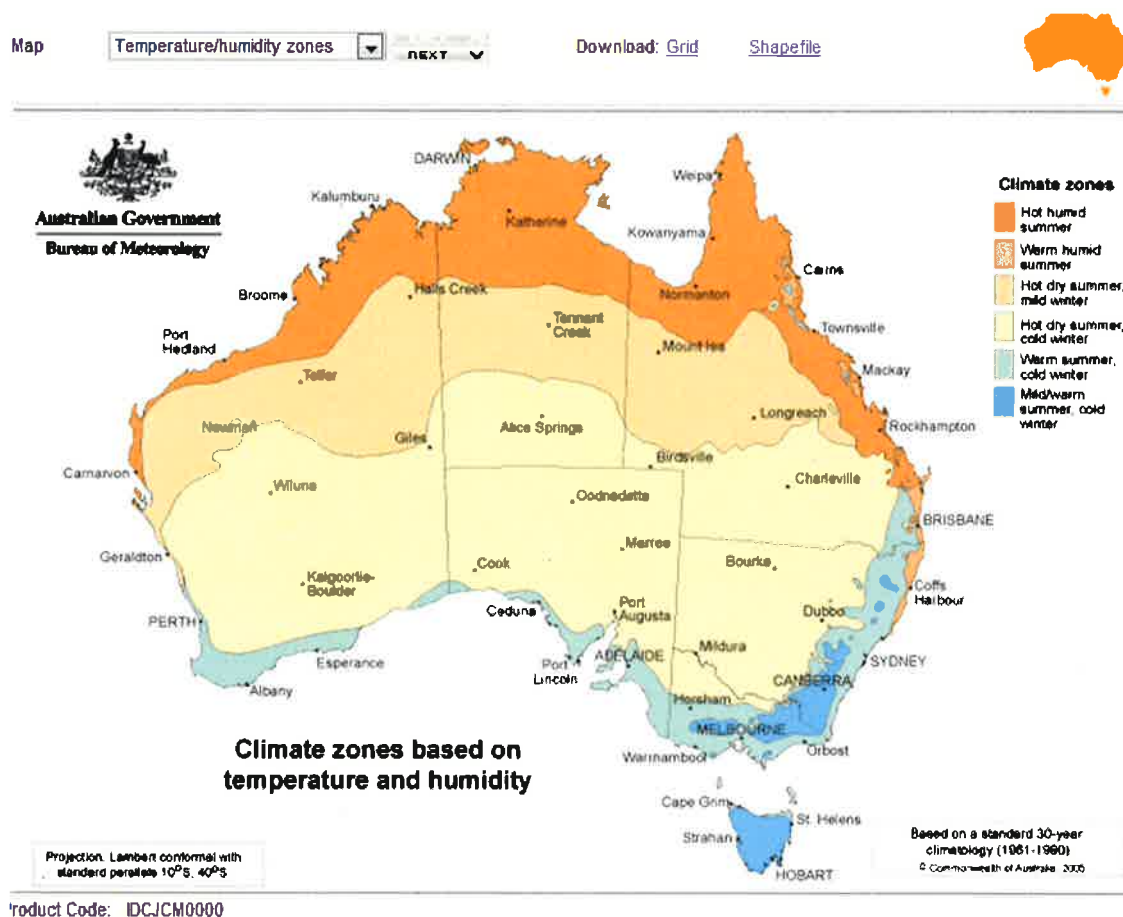 Map
Temperature/humidity zones
NEXT
Download: Grid Shapefile
Australian Government
Bureau of Meteorology
Climate zones
Hot humid
summer
Warm humid
summer
Hot dry summer,
mild winter
Hot dry summer,
cold winter
Warm summer,
cold winter
Mild/warm
summer, cold
winter
DARWIN
Weipa
Kalumburu
Katherine
Kowanyama
Cairns
Broome
Halls Creek
Normanton
Tennant
Creek
Townsville
Port
Hedland
Mount Isa
Mackay
Telfer
Longreach
Newman
Rockhampton
Giles
Alice Springs
Birdsville
Carnarvon
Charleville
Wiluna
Oodnadatta
BRISBANE
Marree
Geraldton
Cook
Bourke
Kalgoorlie-
Boulder
Coffs
Harbour
Port
Augusta
Ceduna
Dubbo
PERTH
Mildura
Esperance
Port
Lincoln
ADELAIDE
SYDNEY
Albany
CANBERRA
Horsham
MELBOURNE
Orbost
Warrnambool
Climate zones based on
temperature and humidity
Cape Grim
St. Helens
Strahan
HOBART
Projection: Lambert conformal with
standard parallels 10°S, 40°S
Based on a standard 30-year
climatology (1961-1990)
© Commonwealth of Australia, 2005
Product Code: IDCJCM0000